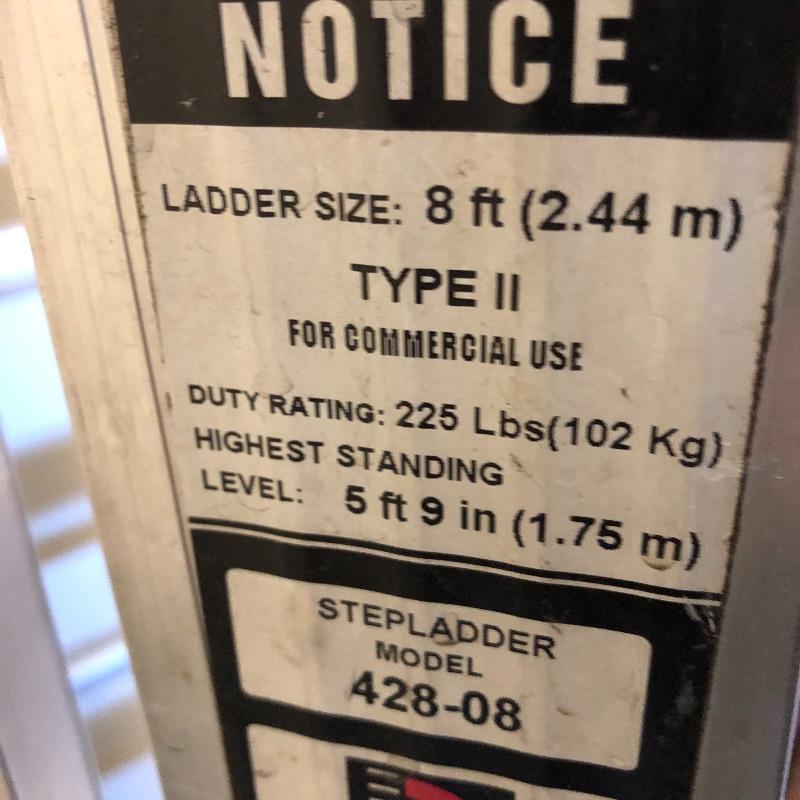 NOTICE
LADDER SIZE: 8 ft (2.44 m)
TYPE II
FOR COMMERCIAL USE
DUTY RATING: 225 Lbs(102 Kg)
HIGHEST STANDING
LEVEL: 5 ft 9 in (1.75 m)
STEPLADDER
MODEL
428-08